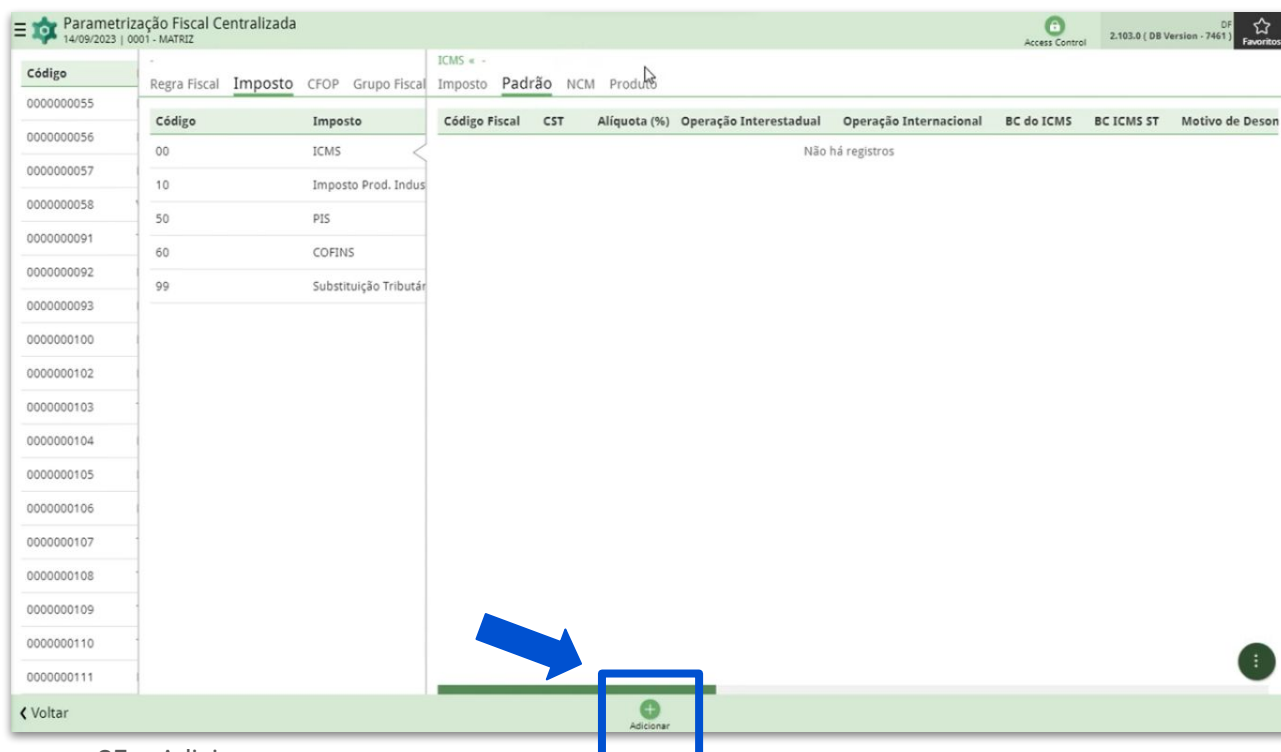 Parametrização Fiscal Centralizada
14/09/2023 | 0001 - MATRIZ
Access Control
DF
2.103.0 ( DB Version - 7461 )
Favoritos
Código
0000000055
0000000056
0000000057
0000000058
0000000091
0000000092
0000000093
0000000100
0000000102
0000000103
0000000104
0000000105
0000000106
0000000107
0000000108
0000000109
0000000110
0000000111
-
Regra Fiscal Imposto CFOP Grupo Fiscal
Código Imposto
00 ICMS
10 Imposto Prod. Indus
50 PIS
60 COFINS
99 Substituição Tributár
ICMS « -
Imposto Padrão NCM Produto
Código Fiscal CST Alíquota (%) Operação Interestadual Operação Internacional BC do ICMS BC ICMS ST Motivo de Deson
Não há registros
Voltar
Adicionar